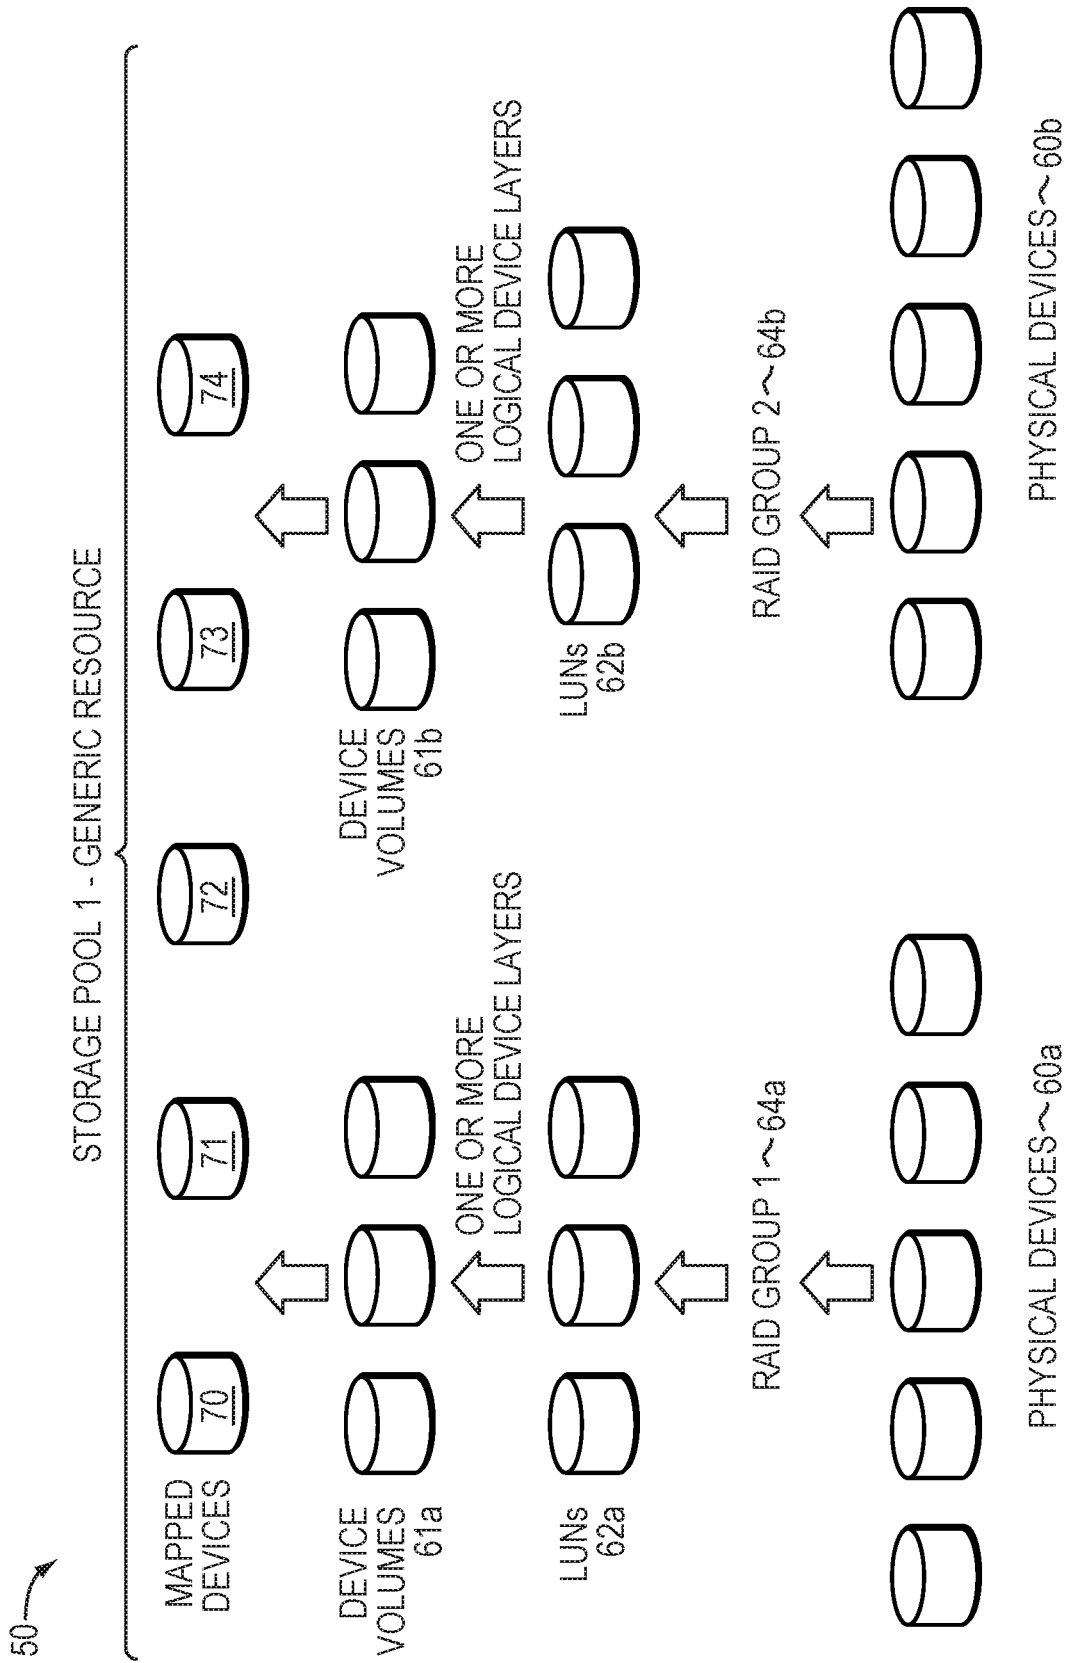 50
STORAGE POOL 1 - GENERIC RESOURCE
MAPPED
DEVICES
70
71
72
73
74
DEVICE
VOLUMES
61a
DEVICE
VOLUMES
61b
ONE OR MORE
LOGICAL DEVICE LAYERS
ONE OR MORE
LOGICAL DEVICE LAYERS
LUNs
62a
LUNs
62b
RAID GROUP 1~64a
RAID GROUP 2~64b
PHYSICAL DEVICES~60a
PHYSICAL DEVICES~60b